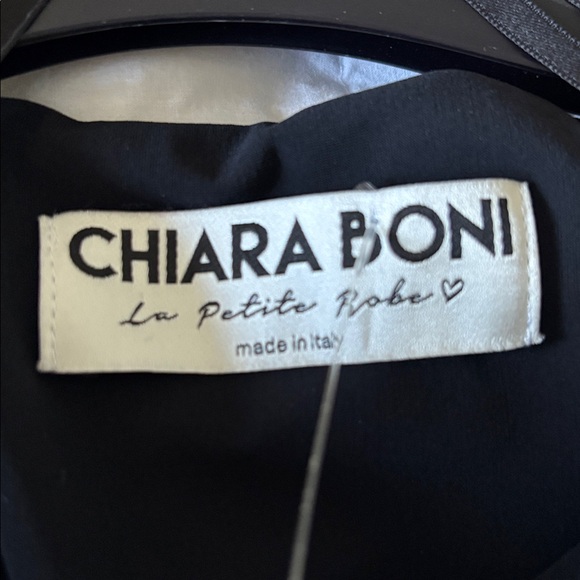 CHIARA BONI
La Petite Robe ♡
made in Italy